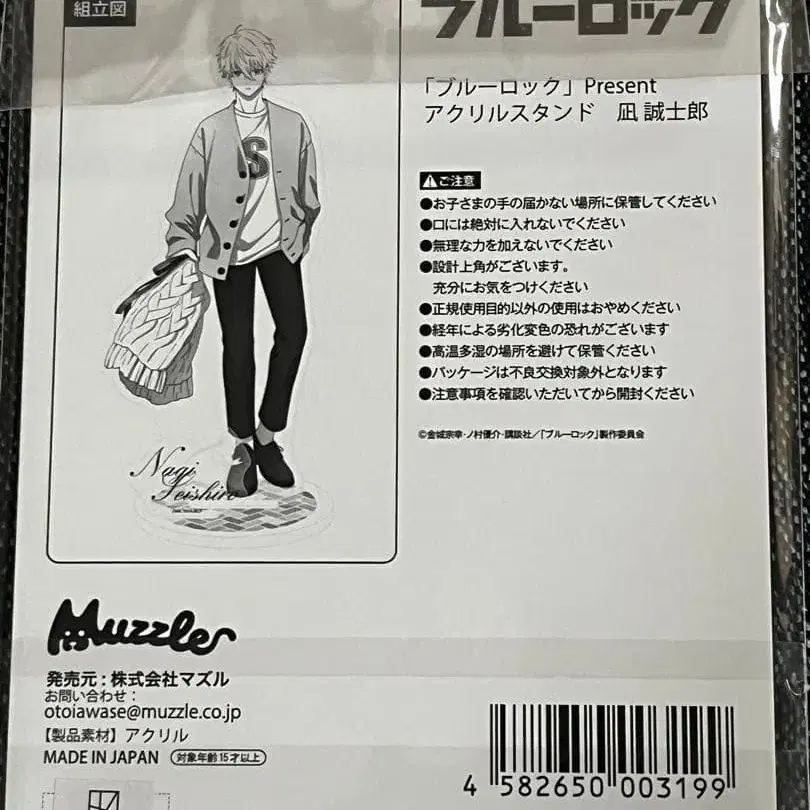 組立図
ブルーロック
「ブルーロック」Present
アクリルスタンド 凪 誠士郎
ご注意
●お子さまの手の届かない場所に保管してください
●口には絶対に入れないでください
●無理な力を加えないでください
●設計上角がございます。
充分にお気をつけください
●正規使用目的以外の使用はおやめください
●経年による劣化変色の恐れがございます
●高温多湿の場所を避けて保管ください
●パッケージは不良交換対象外となります
●注意事項を確認いただいてから開封ください
©金城宗幸・ノ村優介・講談社／「ブルーロック」製作委員会
S
Nagi
Seishiro
Muzzle
発売元：株式会社マズル
お問い合わせ：
otoiawase@muzzle.co.jp
【製品素材】アクリル
MADE IN JAPAN 対象年齢15才以上
4 582650 003199